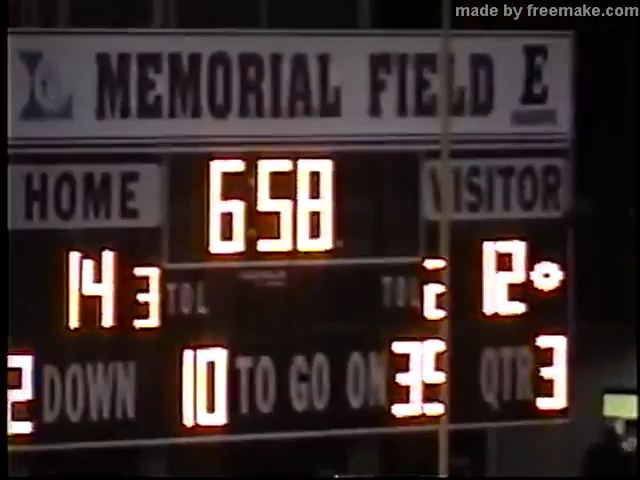 made by freemake.com
L MEMORIAL FIELD E
HOME 6:58 VISITOR
14 3 TOL TOL 2 12
2 DOWN 10 TO GO ON 35 QTR 3